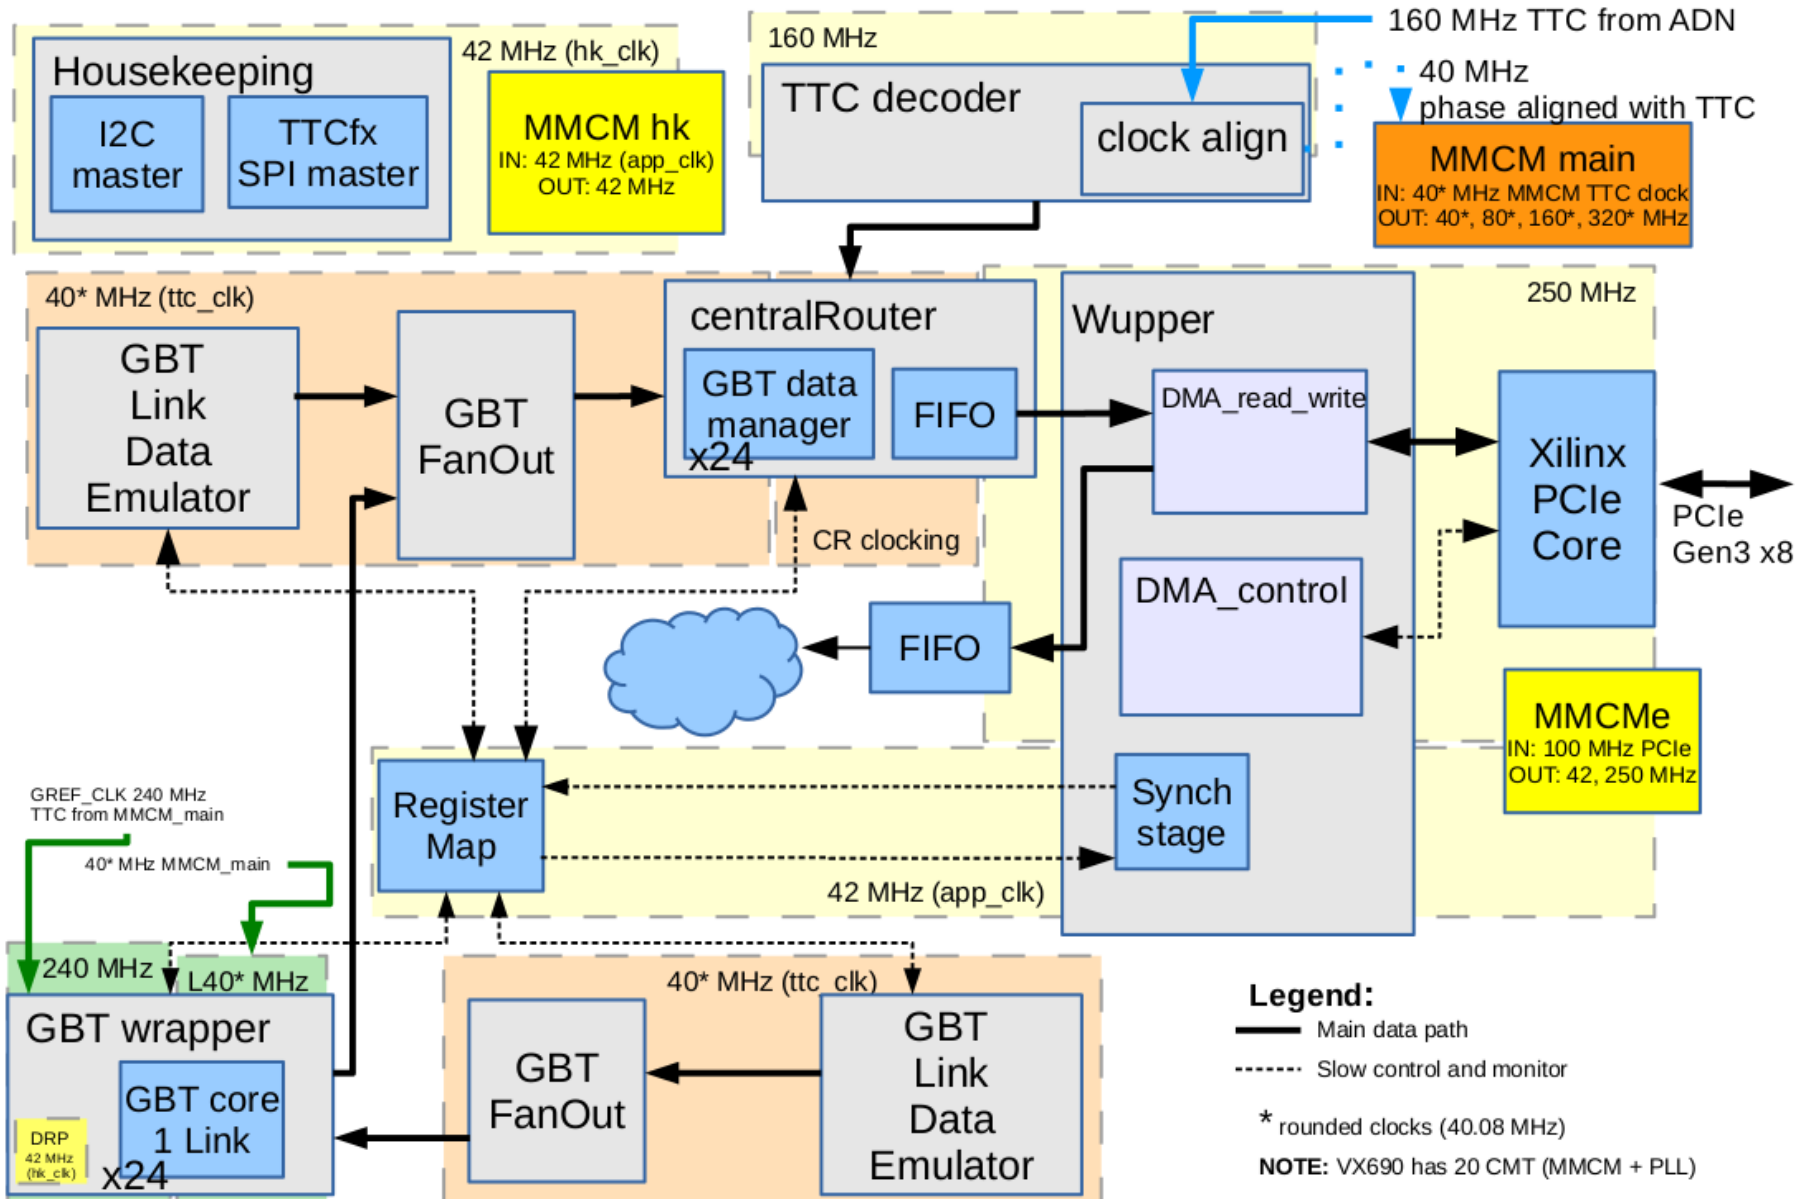 160 MHz TTC from ADN
42 MHz (hk_clk)
160 MHz
Housekeeping
40 MHz
phase aligned with TTC
TTC decoder
clock align
I2C
master
TTCfx
SPI master
MMCM hk
IN: 42 MHz (app_clk)
OUT: 42 MHz
MMCM main
IN: 40* MHz MMCM TTC clock
OUT: 40*, 80*, 160*, 320* MHz
40* MHz (ttc_clk)
GBT
Link
Data
Emulator
GBT
FanOut
centralRouter
GBT data
manager
x24
FIFO
CR clocking
Wupper
250 MHz
DMA_read_write
Xilinx
PCIe
Core
PCIe
Gen3 x8
DMA_control
FIFO
MMCMe
IN: 100 MHz PCIe
OUT: 42, 250 MHz
Register
Map
Synch
stage
42 MHz (app_clk)
GREF_CLK 240 MHz
TTC from MMCM_main
40* MHz MMCM_main
240 MHz
L40* MHz
GBT wrapper
GBT core
1 Link
DRP
42 MHz
(hk_clk)
x24
40* MHz (ttc_clk)
GBT
FanOut
GBT
Link
Data
Emulator
Legend:
Main data path
Slow control and monitor
* rounded clocks (40.08 MHz)
NOTE: VX690 has 20 CMT (MMCM + PLL)